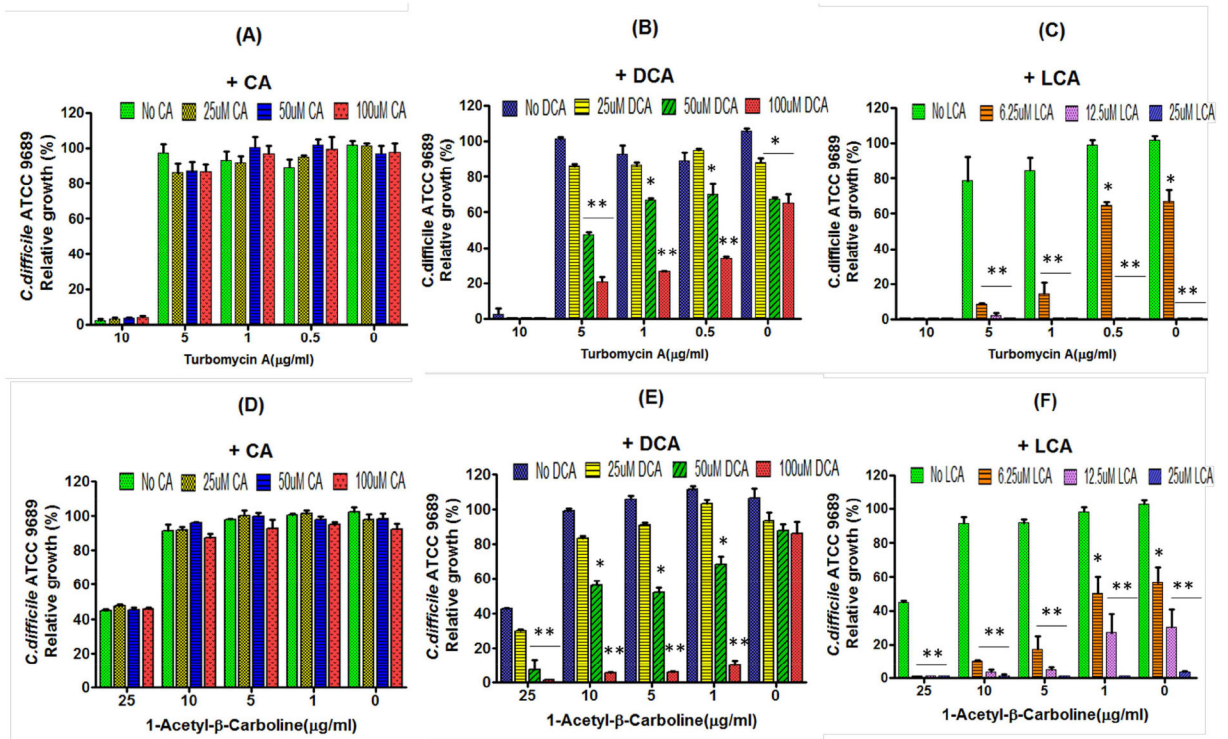 (A)
+ CA
No CA 25uM CA 50uM CA 100uM CA
C.difficile ATCC 9689
Relative growth (%)
120
100
80
60
40
20
0
10 5 1 0.5 0
Turbomycin A(μg/ml)
(B)
+ DCA
No DCA 25uM DCA 50uM DCA 100uM DCA
C.difficile ATCC 9689
Relative growth (%)
120
100
80
60
40
20
0
** * ** * ** *
10 5 1 0.5 0
Turbomycin A(μg/ml)
(C)
+ LCA
No LCA 6.25uM LCA 12.5uM LCA 25uM LCA
C.difficile ATCC 9689
Relative growth (%)
120
100
80
60
40
20
0
** ** * ** * **
10 5 1 0.5 0
Turbomycin A(μg/ml)
(D)
+ CA
No CA 25uM CA 50uM CA 100uM CA
C.difficile ATCC 9689
Relative growth (%)
120
100
80
60
40
20
0
25 10 5 1 0
1-Acetyl-β-Carboline(μg/ml)
(E)
+ DCA
No DCA 25uM DCA 50uM DCA 100uM DCA
C.difficile ATCC 9689
Relative growth (%)
120
100
80
60
40
20
0
** * ** * ** * **
25 10 5 1 0
1-Acetyl-β-Carboline(μg/ml)
(F)
+ LCA
No LCA 6.25uM LCA 12.5uM LCA 25uM LCA
C.difficile ATCC 9689
Relative growth (%)
120
100
80
60
40
20
0
** ** ** * ** * **
25 10 5 1 0
1-Acetyl-β-Carboline(μg/ml)